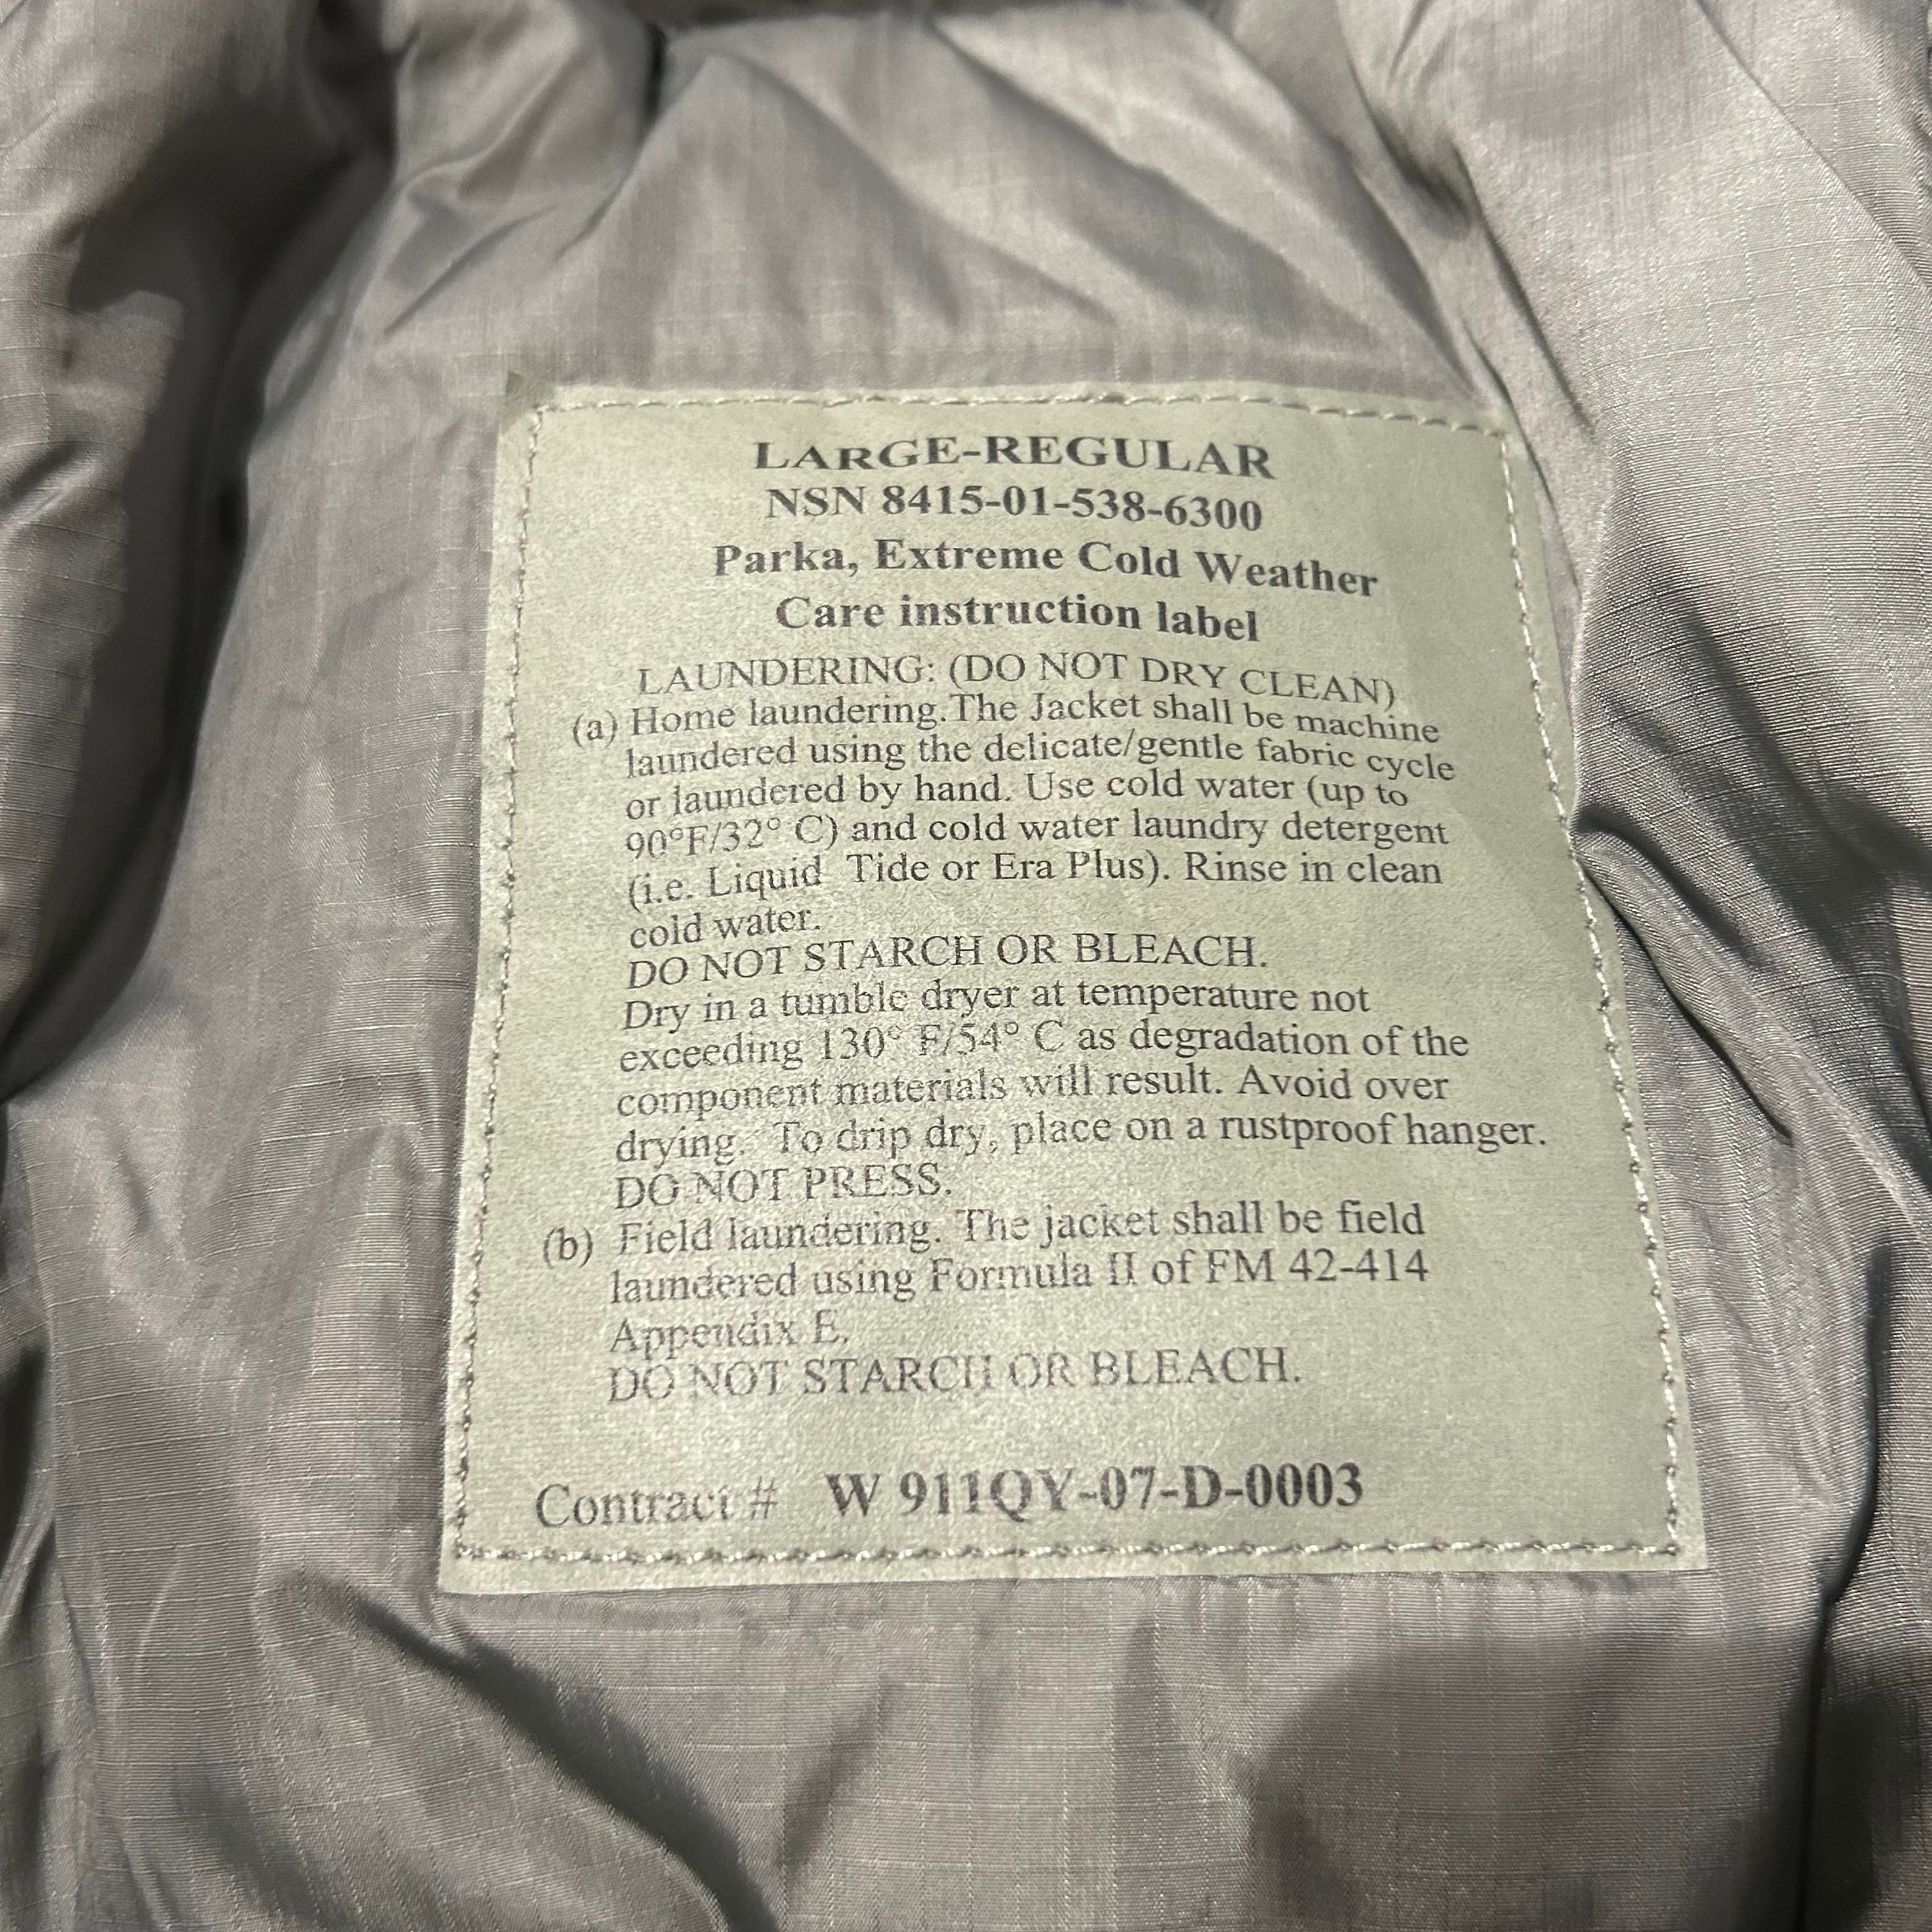 LARGE-REGULAR
NSN 8415-01-538-6300
Parka, Extreme Cold Weather
Care instruction label
LAUNDERING: (DO NOT DRY CLEAN)
(a) Home laundering.The Jacket shall be machine
laundered using the delicate/gentle fabric cycle
or laundered by hand. Use cold water (up to
90°F/32° C) and cold water laundry detergent
(i.e. Liquid Tide or Era Plus). Rinse in clean
cold water.
DO NOT STARCH OR BLEACH.
Dry in a tumble dryer at temperature not
exceeding 130° F/54° C as degradation of the
component materials will result. Avoid over
drying. To drip dry, place on a rustproof hanger.
DO NOT PRESS.
(b) Field laundering. The jacket shall be field
laundered using Formula II of FM 42-414
Appendix E.
DO NOT STARCH OR BLEACH.
Contract # W 911QY-07-D-0003